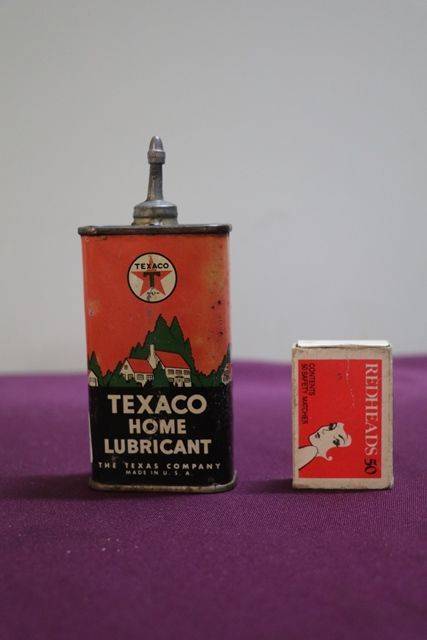 TEXACO
T
TEXACO
HOME
LUBRICANT
THE TEXAS COMPANY
MADE IN U. S. A.
REDHEADS 50
CONTENTS
50 SAFETY MATCHES